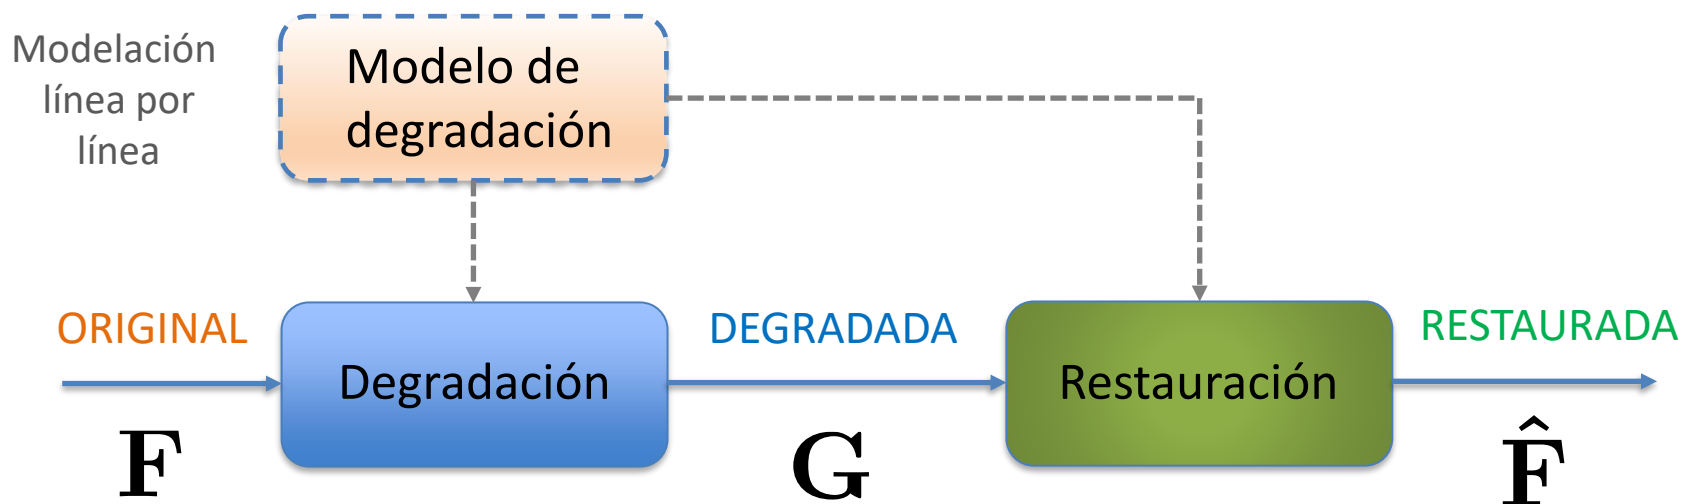 Modelación
línea por
línea
Modelo de
degradación
ORIGINAL
Degradación
DEGRADADA
Restauración
RESTAURADA
F
G
F̂